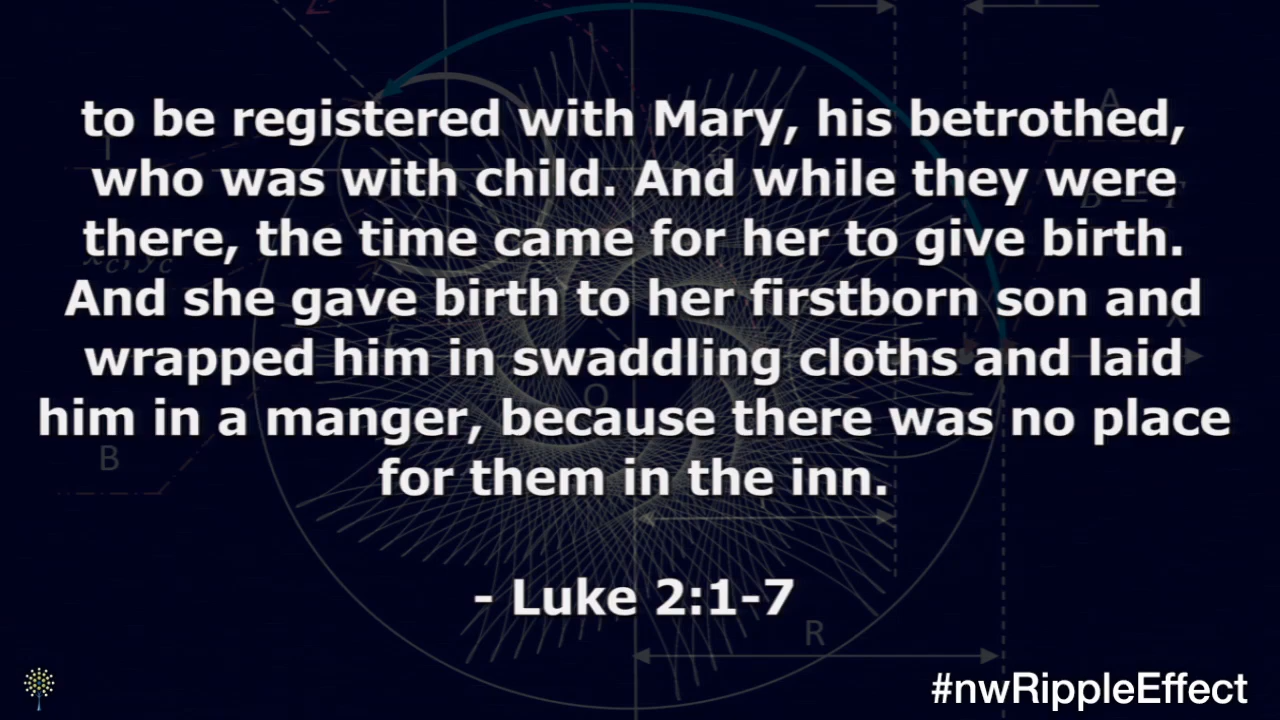 to be registered with Mary, his betrothed,
who was with child. And while they were
there, the time came for her to give birth.
And she gave birth to her firstborn son and
wrapped him in swaddling cloths and laid
him in a manger, because there was no place
for them in the inn.
- Luke 2:1-7
#nwRippleEffect
A
B
O
R